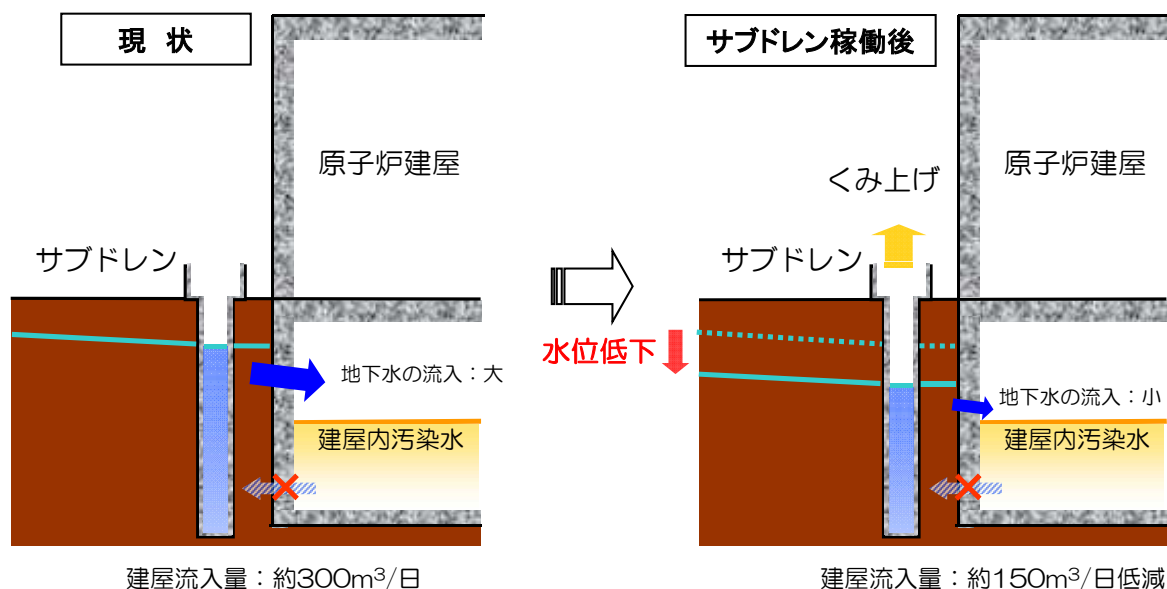 現 状
原子炉建屋
サブドレン
地下水の流入：大
建屋内汚染水
建屋流入量：約300m³/日
サブドレン稼働後
原子炉建屋
くみ上げ
サブドレン
水位低下
地下水の流入：小
建屋内汚染水
建屋流入量：約150m³/日低減